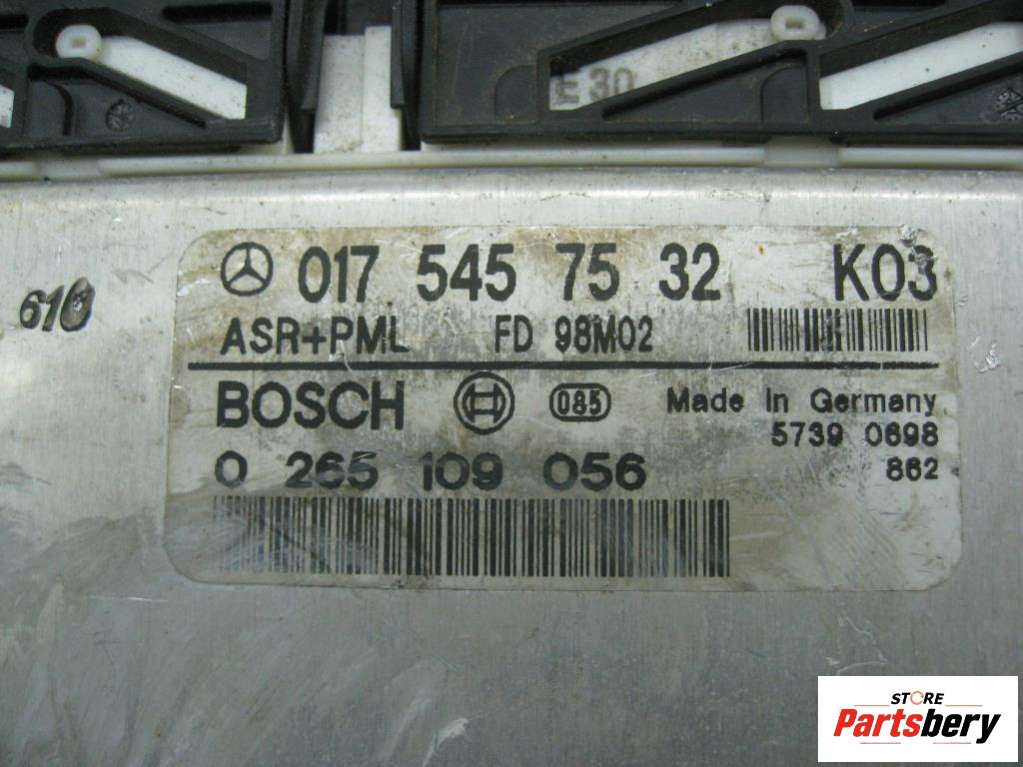 E 30
017 545 75 32 K03
610
ASR+PML FD 98M02
BOSCH 085 Made in Germany
5739 0698
0 265 109 056 862
STORE
Partsbery